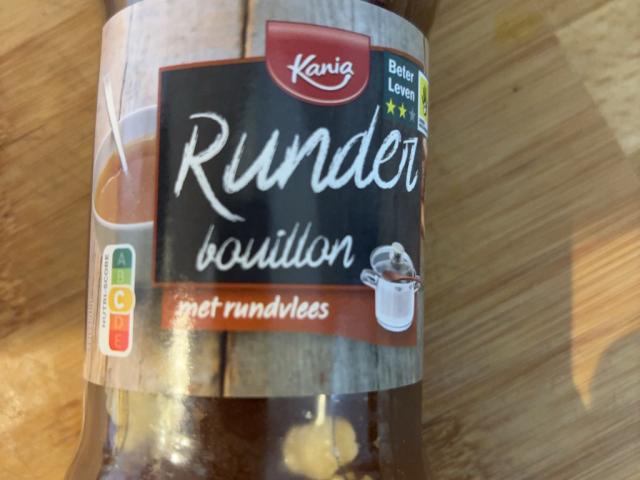 Kania
Beter
Leven
Runder
bouillon
met rundvlees
NUTRI-SCORE
A
B
C
D
E